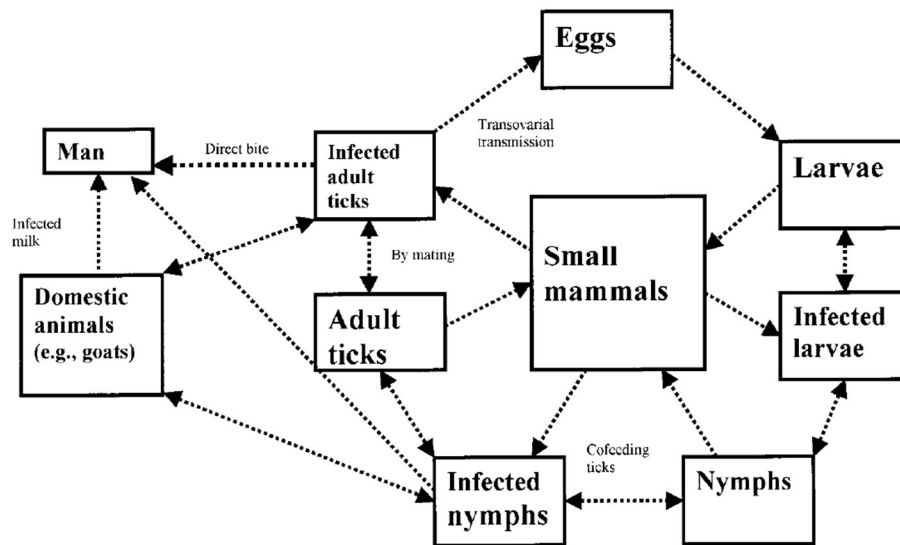 Eggs
Transovarial
transmission
Man
Direct bite
Infected
adult
ticks
Larvae
Infected
milk
By mating
Small
mammals
Domestic
animals
(e.g., goats)
Adult
ticks
Infected
larvae
Cofeeding
ticks
Infected
nymphs
Nymphs